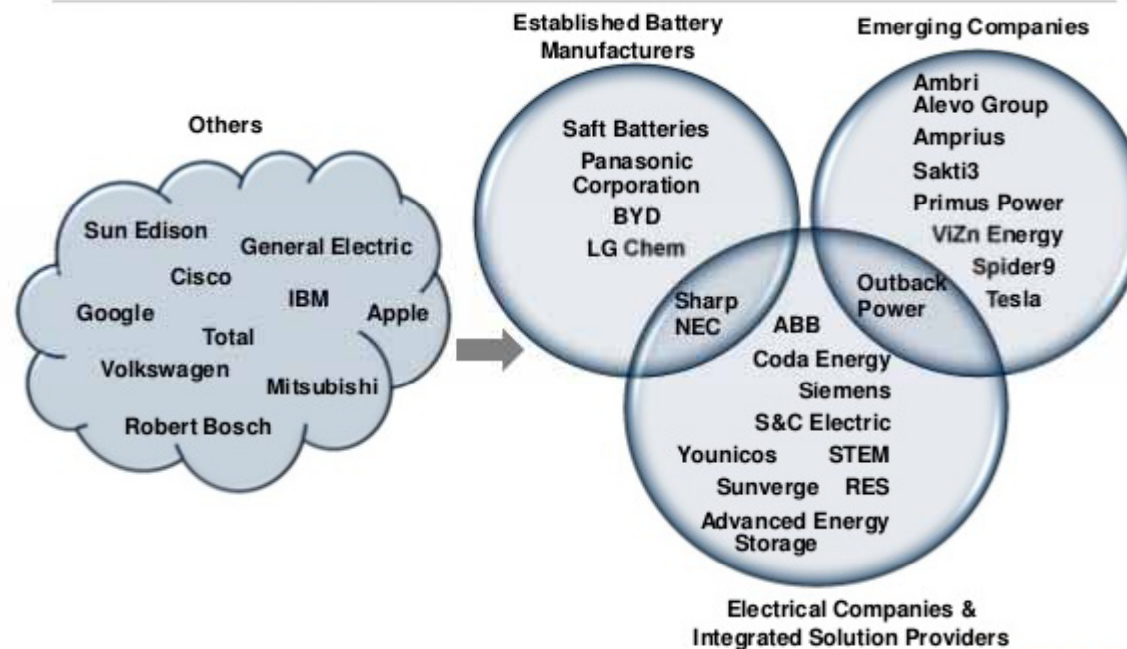 Others
Sun Edison
General Electric
Cisco
IBM
Google
Apple
Total
Volkswagen
Mitsubishi
Robert Bosch
Established Battery
Manufacturers
Saft Batteries
Panasonic
Corporation
BYD
LG Chem
Sharp
NEC
Emerging Companies
Ambri
Alevo Group
Amprius
Sakti3
Primus Power
ViZn Energy
Spider9
Tesla
Outback
Power
ABB
Coda Energy
Siemens
S&C Electric
Younicos STEM
Sunverge RES
Advanced Energy
Storage
Electrical Companies &
Integrated Solution Providers